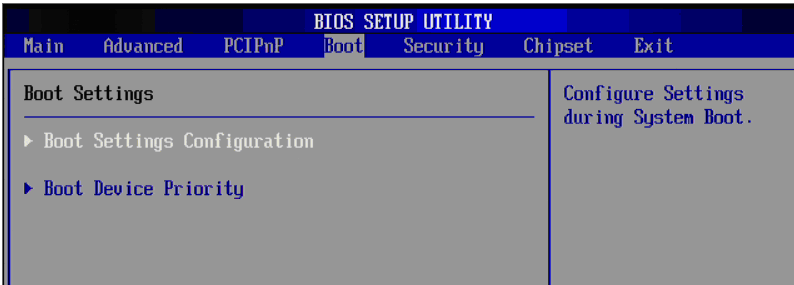 BIOS SETUP UTILITY
Main Advanced PCIPnP Boot Security Chipset Exit
Boot Settings
Boot Settings Configuration
Boot Device Priority
Configure Settings
during System Boot.